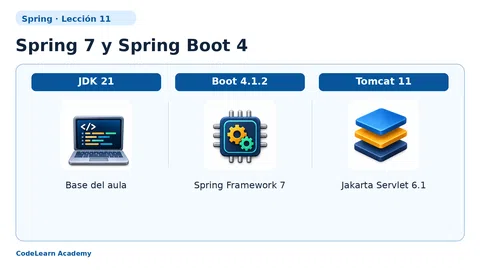 Spring · Lección 11
Spring 7 y Spring Boot 4
JDK 21
Boot 4.1.2
Tomcat 11
</>
Base del aula
Spring Framework 7
Jakarta Servlet 6.1
CodeLearn Academy